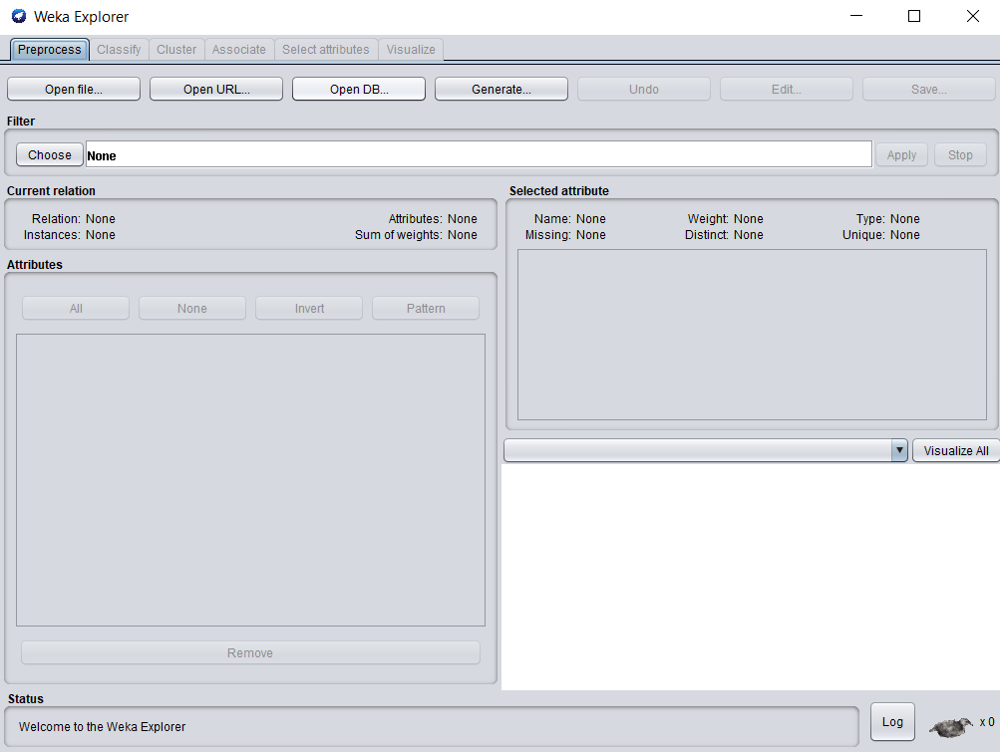 Weka Explorer
Preprocess Classify Cluster Associate Select attributes Visualize
Open file... Open URL... Open DB... Generate... Undo Edit... Save...
Filter
Choose None Apply Stop
Current relation
Relation: None Attributes: None
Instances: None Sum of weights: None
Selected attribute
Name: None Weight: None Type: None
Missing: None Distinct: None Unique: None
Attributes
All None Invert Pattern
Remove
Visualize All
Status
Welcome to the Weka Explorer
Log x 0